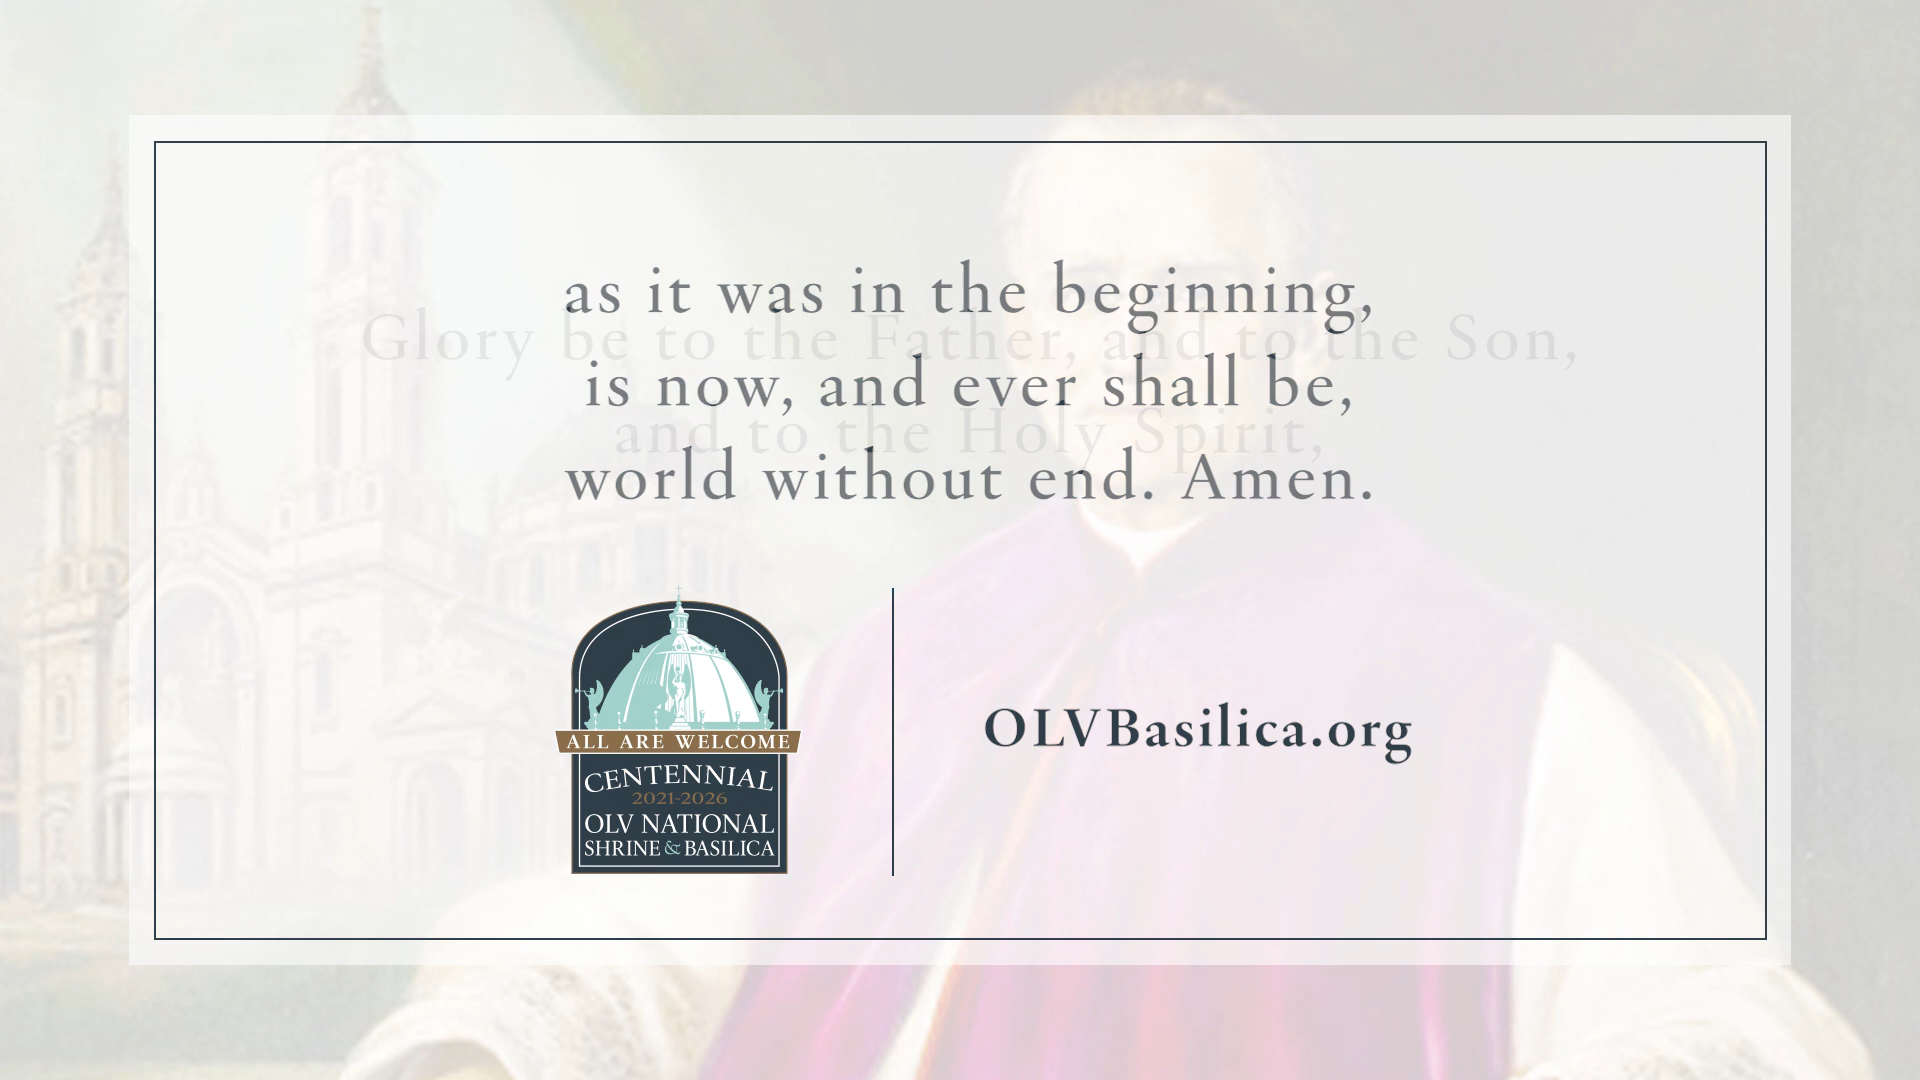 Glory be to the Father, and to the Son,
and to the Holy Spirit,
as it was in the beginning,
is now, and ever shall be,
world without end. Amen.
ALL ARE WELCOME
CENTENNIAL
2021-2026
OLV NATIONAL
SHRINE & BASILICA
OLVBasilica.org